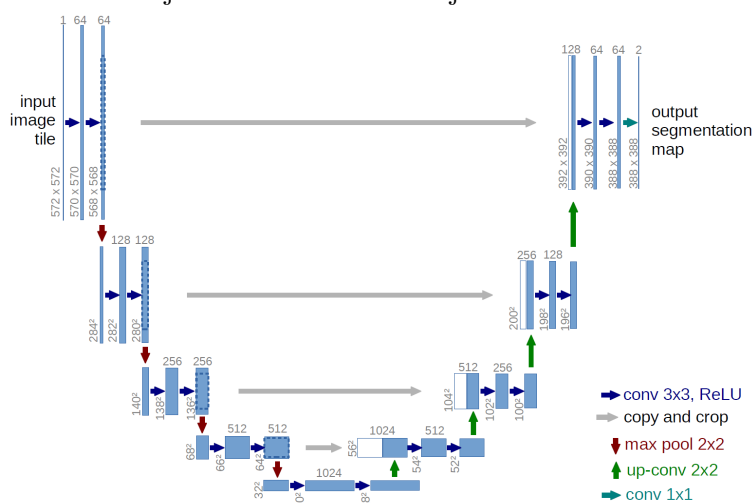 1 64 64
128 64 64 2
input
image
tile
output
segmentation
map
572 x 572
570 x 570
568 x 568
392 x 392
390 x 390
388 x 388
388 x 388
128 128
256 128
284²
282²
280²
200²
198²
196²
256 256
512 256
140²
138²
136²
104²
102²
100²
512 512
1024 512
68²
66²
64²
56²
54²
52²
1024
32²
conv 3x3, ReLU
copy and crop
max pool 2x2
up-conv 2x2
conv 1x1